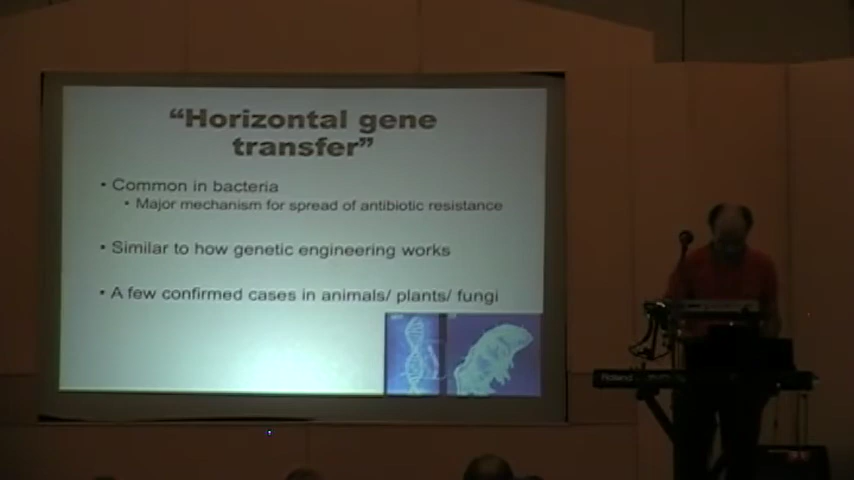 “Horizontal gene
transfer”
• Common in bacteria
• Major mechanism for spread of antibiotic resistance
• Similar to how genetic engineering works
• A few confirmed cases in animals/ plants/ fungi
Roland